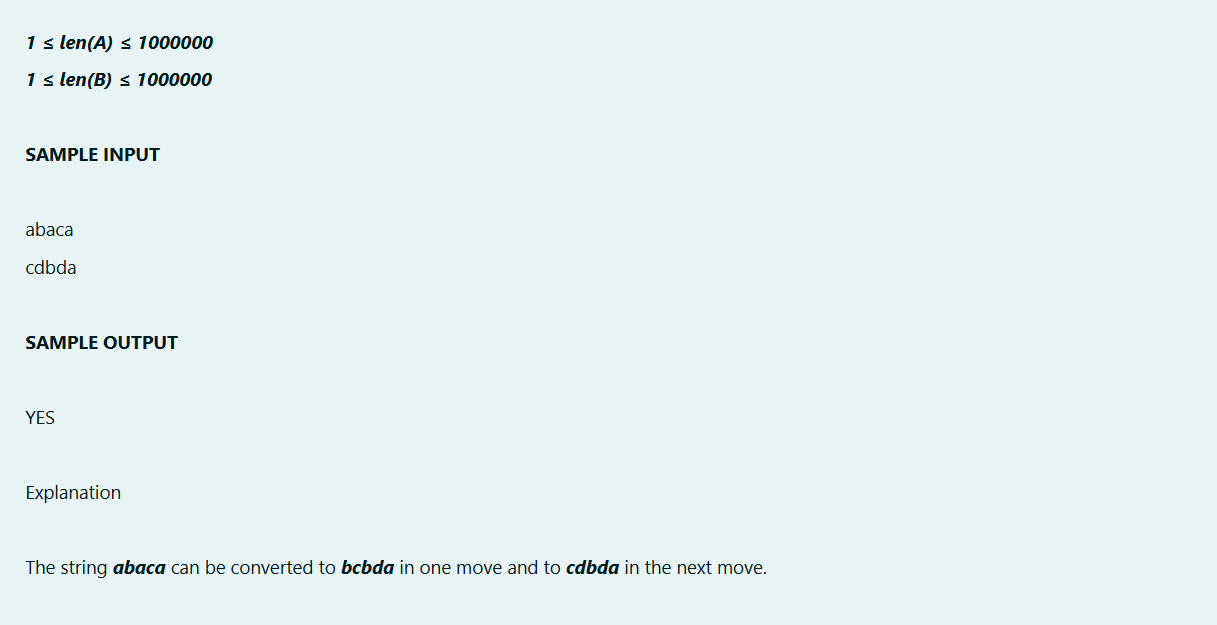 1 ≤ len(A) ≤ 1000000
1 ≤ len(B) ≤ 1000000
SAMPLE INPUT
abaca
cdbda
SAMPLE OUTPUT
YES
Explanation
The string abaca can be converted to bcbda in one move and to cdbda in the next move.